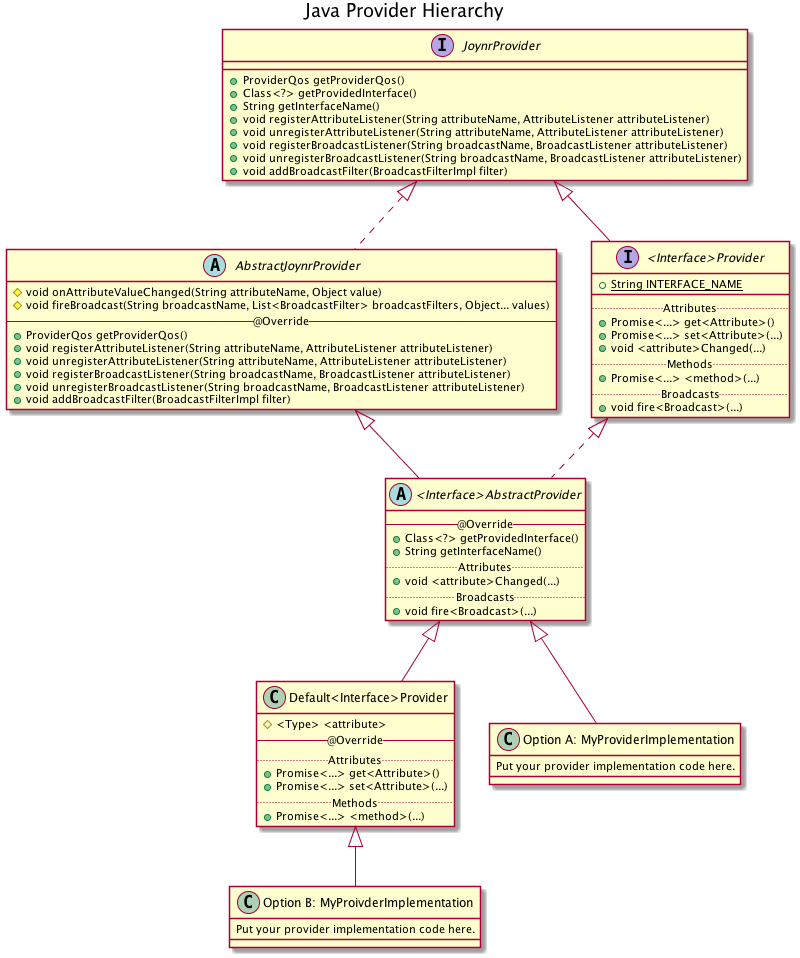 Java Provider Hierarchy
I JoynrProvider
ProviderQos getProviderQos()
Class<?> getProvidedInterface()
String getInterfaceName()
void registerAttributeListener(String attributeName, AttributeListener attributeListener)
void unregisterAttributeListener(String attributeName, AttributeListener attributeListener)
void registerBroadcastListener(String broadcastName, BroadcastListener attributeListener)
void unregisterBroadcastListener(String broadcastName, BroadcastListener attributeListener)
void addBroadcastFilter(BroadcastFilterImpl filter)
A AbstractJoynrProvider
void onAttributeValueChanged(String attributeName, Object value)
void fireBroadcast(String broadcastName, List<BroadcastFilter> broadcastFilters, Object... values)
@Override
ProviderQos getProviderQos()
void registerAttributeListener(String attributeName, AttributeListener attributeListener)
void unregisterAttributeListener(String attributeName, AttributeListener attributeListener)
void registerBroadcastListener(String broadcastName, BroadcastListener attributeListener)
void unregisterBroadcastListener(String broadcastName, BroadcastListener attributeListener)
void addBroadcastFilter(BroadcastFilterImpl filter)
I <Interface>Provider
String INTERFACE_NAME
Attributes
Promise<...> get<Attribute>()
Promise<...> set<Attribute>(...)
void <attribute>Changed(...)
Methods
Promise<...> <method>(...)
Broadcasts
void fire<Broadcast>(...)
A <Interface>AbstractProvider
@Override
Class<?> getProvidedInterface()
String getInterfaceName()
Attributes
void <attribute>Changed(...)
Broadcasts
void fire<Broadcast>(...)
C Default<Interface>Provider
<Type> <attribute>
@Override
Attributes
Promise<...> get<Attribute>()
Promise<...> set<Attribute>(...)
Methods
Promise<...> <method>(...)
C Option A: MyProviderImplementation
Put your provider implementation code here.
C Option B: MyProivderImplementation
Put your provider implementation code here.